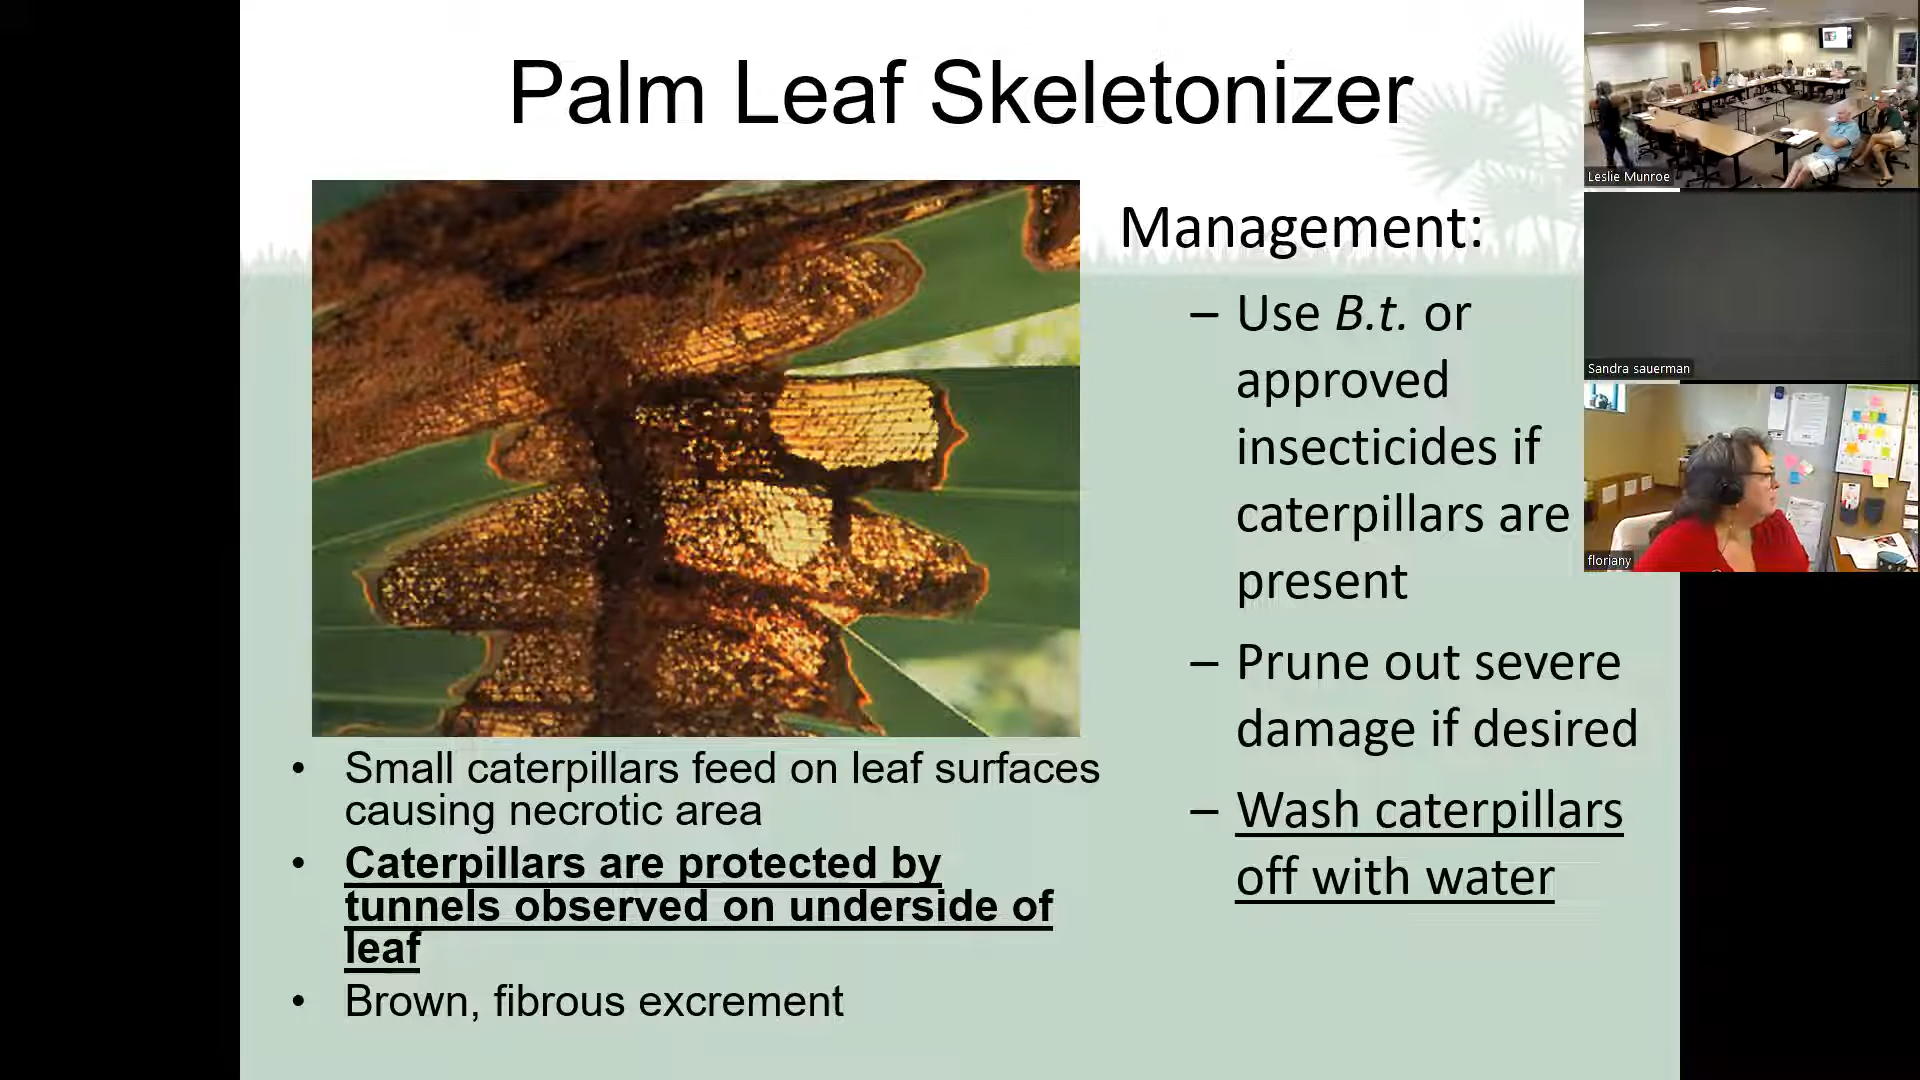 Palm Leaf Skeletonizer
Management:
– Use B.t. or
approved
insecticides if
caterpillars are
present
– Prune out severe
damage if desired
– Wash caterpillars
off with water
• Small caterpillars feed on leaf surfaces
causing necrotic area
• Caterpillars are protected by
tunnels observed on underside of
leaf
• Brown, fibrous excrement
Leslie Munroe
Sandra sauerman
floriany